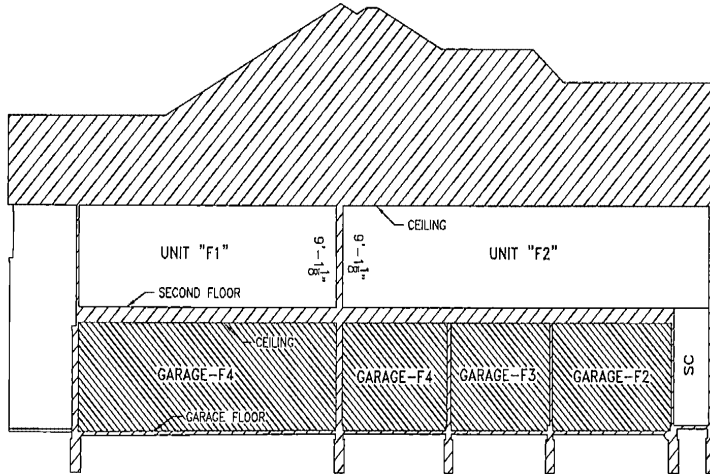 CEILING
UNIT "F1"
9'-1 1/8"
9'-1 1/8"
UNIT "F2"
SECOND FLOOR
CEILING
GARAGE-F4
GARAGE-F4
GARAGE-F3
GARAGE-F2
SC
GARAGE FLOOR